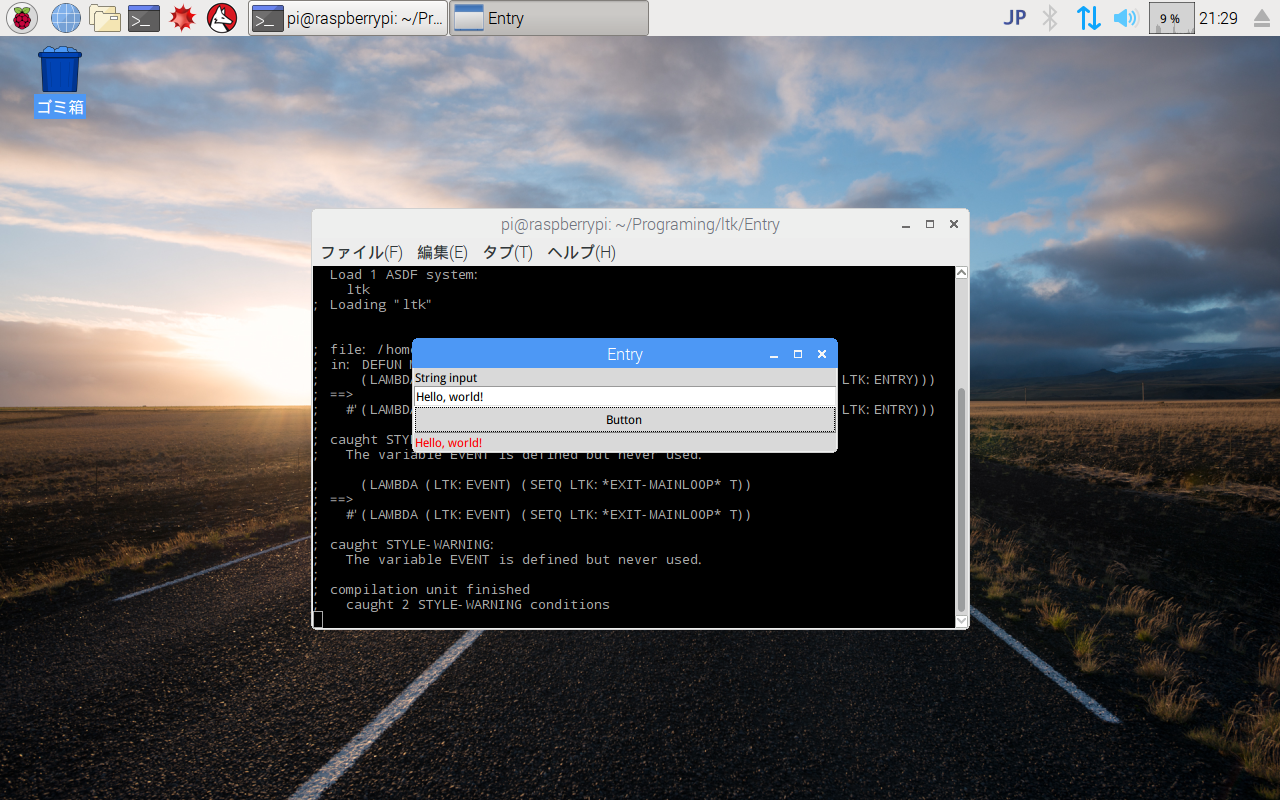 pi@raspberrypi: ~/Pr...
Entry
JP
9 %
21:29
ゴミ箱
pi@raspberrypi: ~/Programing/ltk/Entry
ファイル(F) 編集(E) タブ(T) ヘルプ(H)
Load 1 ASDF system:
ltk
; Loading "ltk"
; file: /hom
; in: DEFUN
; (LAMBDA LTK:ENTRY)))
; ==>
; #'(LAMBDA LTK:ENTRY)))
;
; caught STY
; The variable EVENT is defined but never used.
; (LAMBDA (LTK:EVENT) (SETQ LTK:*EXIT-MAINLOOP* T))
; ==>
; #'(LAMBDA (LTK:EVENT) (SETQ LTK:*EXIT-MAINLOOP* T))
;
; caught STYLE-WARNING:
; The variable EVENT is defined but never used.
;
; compilation unit finished
; caught 2 STYLE-WARNING conditions
Entry
String input
Hello, world!
Button
Hello, world!